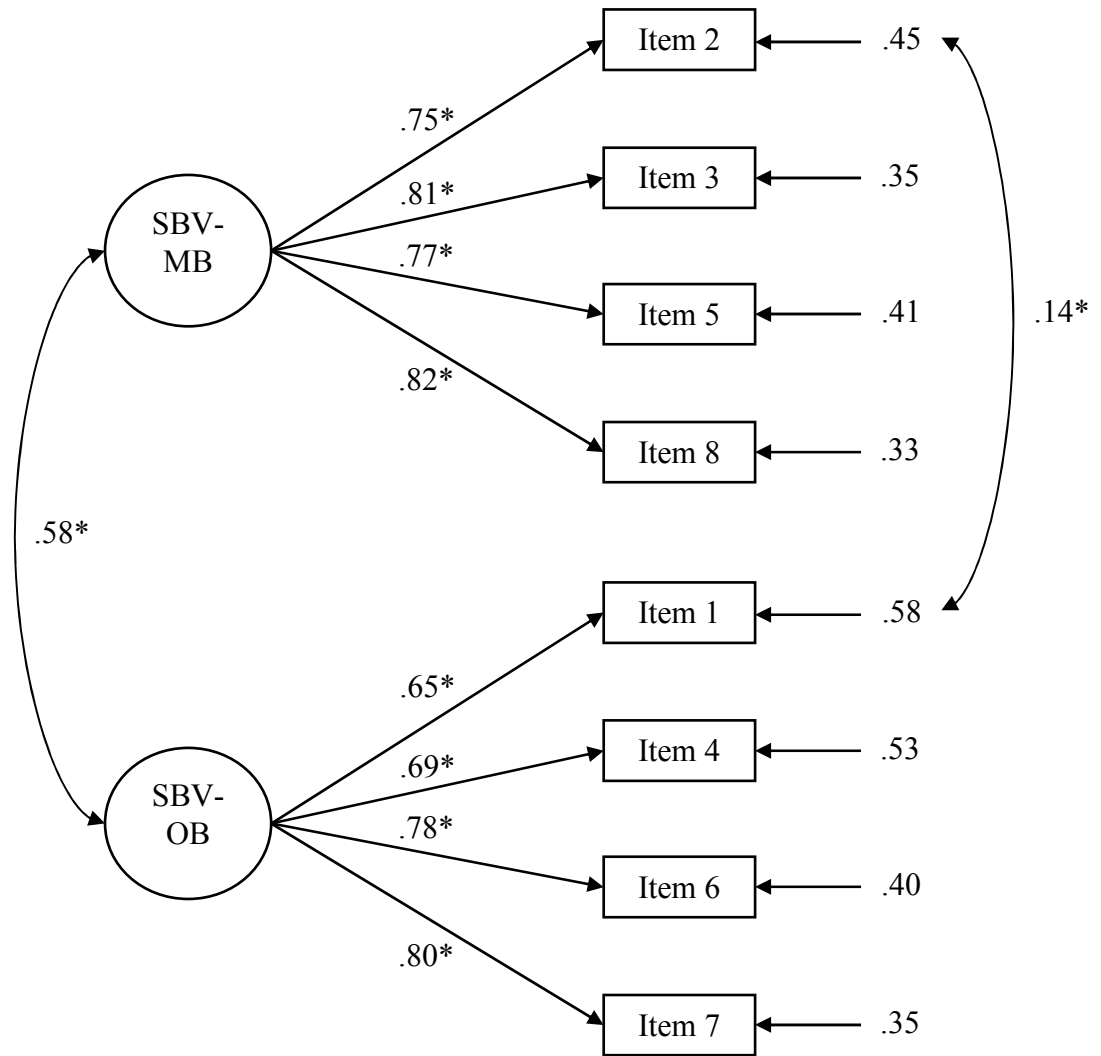 Item 2
.45
.75*
Item 3
.35
.81*
SBV-
MB
.77*
Item 5
.41
.14*
.82*
Item 8
.33
.58*
Item 1
.58
.65*
Item 4
.53
.69*
SBV-
OB
.78*
Item 6
.40
.80*
Item 7
.35